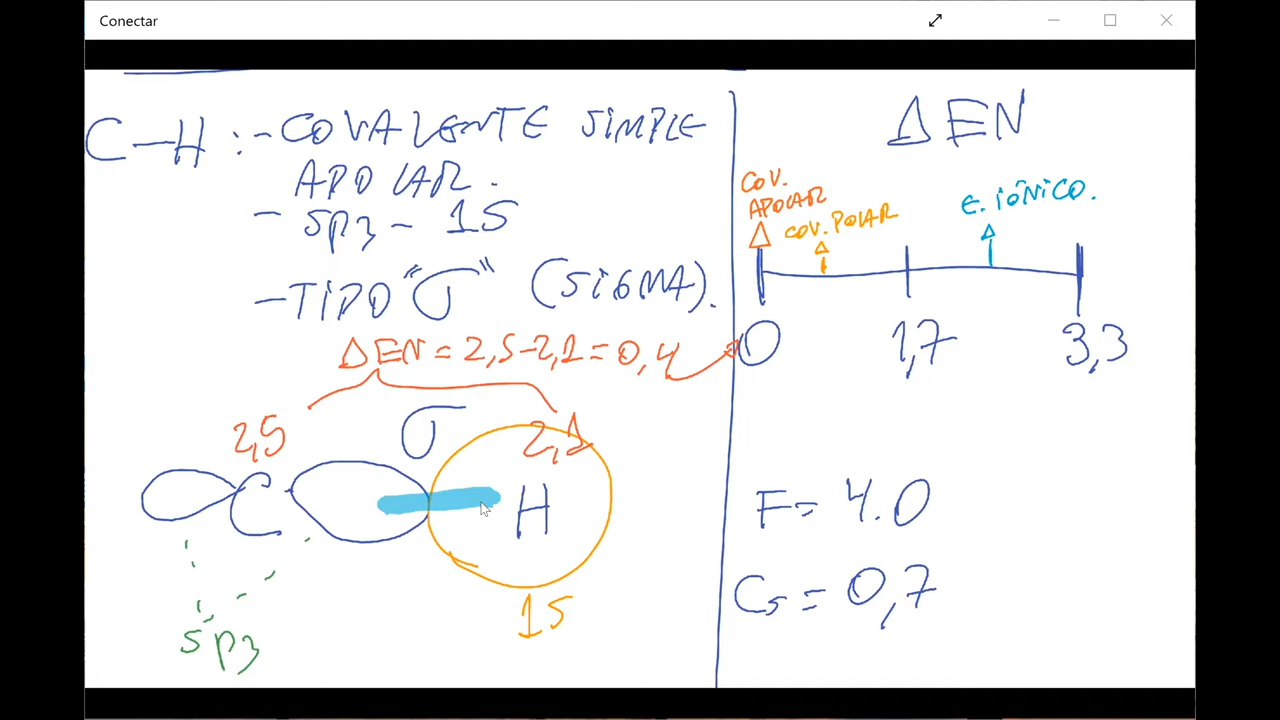 Conectar
C-H :- COVALENTE SIMPLE
APOLAR.
- sp3 - 1S
- TIPO "σ" (SIGMA).
ΔEN = 2,5-2,1 = 0,4
2,5 σ 2,1
C H
1S
sp3
ΔEN
COV.
APOLAR
COV. POLAR
E. IÓNICO.
0 1,7 3,3
F = 4.0
Cs = 0,7